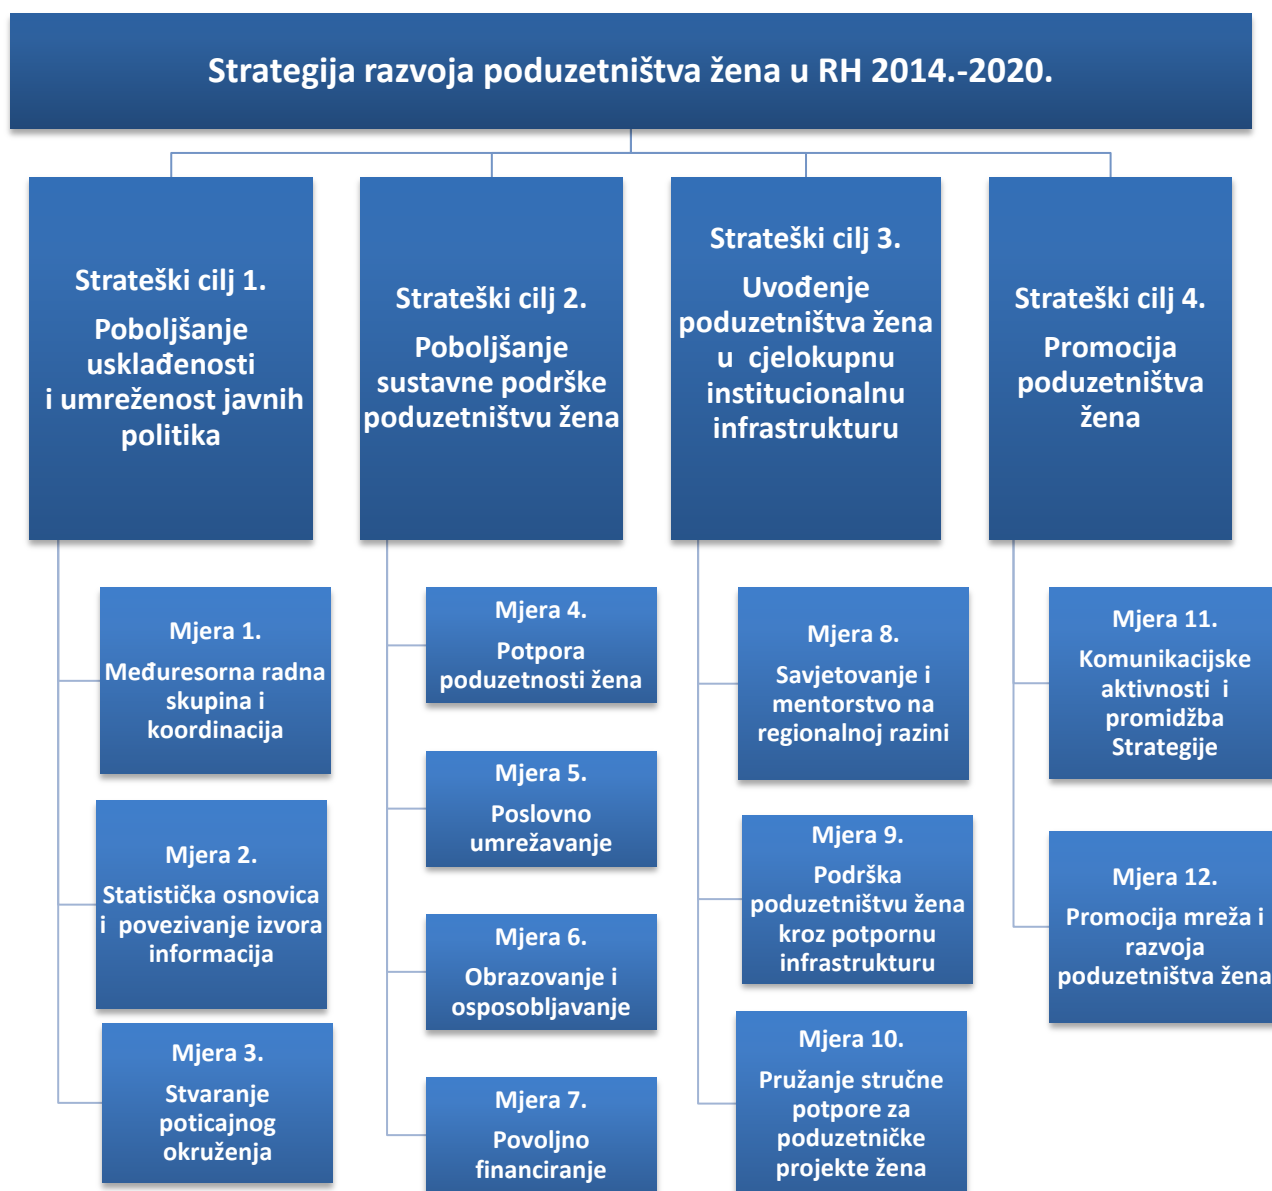 Strategija razvoja poduzetništva žena u RH 2014.-2020.
Strateški cilj 1.
Poboljšanje
usklađenosti
i umreženost javnih
politika
Mjera 1.
Međuresorna radna
skupina i
koordinacija
Mjera 2.
Statistička osnovica
i povezivanje izvora
informacija
Mjera 3.
Stvaranje
poticajnog
okruženja
Strateški cilj 2.
Poboljšanje
sustavne podrške
poduzetništvu žena
Mjera 4.
Potpora
poduzetnosti žena
Mjera 5.
Poslovno
umrežavanje
Mjera 6.
Obrazovanje i
osposobljavanje
Mjera 7.
Povoljno
financiranje
Strateški cilj 3.
Uvođenje
poduzetništva žena
u cjelokupnu
institucionalnu
infrastrukturu
Mjera 8.
Savjetovanje i
mentorstvo na
regionalnoj razini
Mjera 9.
Podrška
poduzetništvu žena
kroz potpornu
infrastrukturu
Mjera 10.
Pružanje stručne
potpore za
poduzetničke
projekte žena
Strateški cilj 4.
Promocija
poduzetništva
žena
Mjera 11.
Komunikacijske
aktivnosti i
promidžba
Strategije
Mjera 12.
Promocija mreža i
razvoja
poduzetništva žena